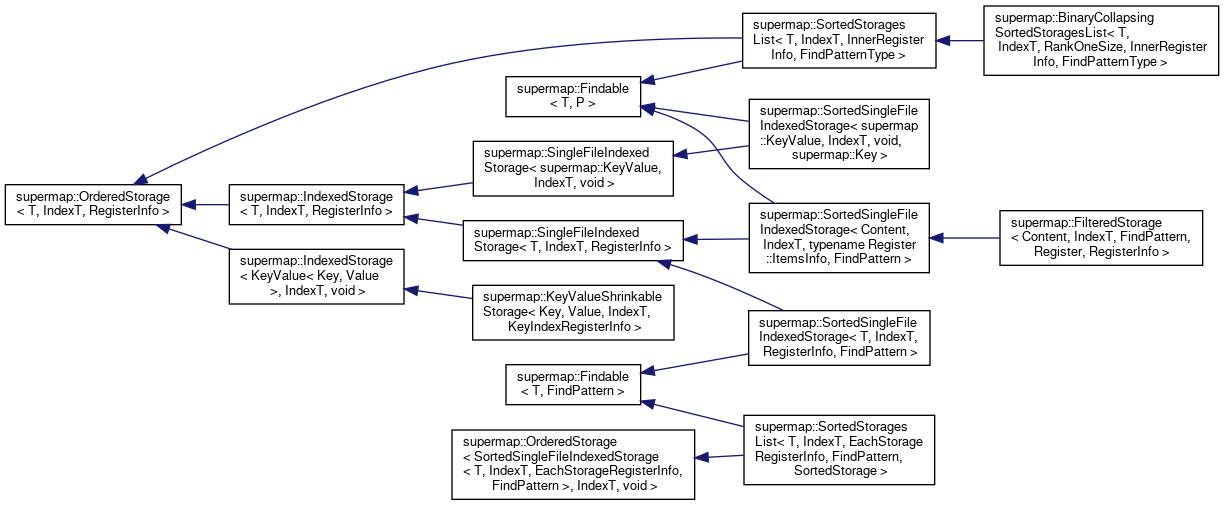 supermap::OrderedStorage
< T, IndexT, RegisterInfo >
supermap::IndexedStorage
< T, IndexT, RegisterInfo >
supermap::IndexedStorage
< KeyValue< Key, Value
>, IndexT, void >
supermap::Findable
< T, P >
supermap::SingleFileIndexed
Storage< supermap::KeyValue,
IndexT, void >
supermap::SingleFileIndexed
Storage< T, IndexT, RegisterInfo >
supermap::KeyValueShrinkable
Storage< Key, Value, IndexT,
KeyIndexRegisterInfo >
supermap::Findable
< T, FindPattern >
supermap::OrderedStorage
< SortedSingleFileIndexedStorage
< T, IndexT, EachStorageRegisterInfo,
FindPattern >, IndexT, void >
supermap::SortedStorages
List< T, IndexT, InnerRegister
Info, FindPatternType >
supermap::SortedSingleFile
IndexedStorage< supermap
::KeyValue, IndexT, void,
supermap::Key >
supermap::SortedSingleFile
IndexedStorage< Content,
IndexT, typename Register
::ItemsInfo, FindPattern >
supermap::SortedSingleFile
IndexedStorage< T, IndexT,
RegisterInfo, FindPattern >
supermap::SortedStorages
List< T, IndexT, EachStorage
RegisterInfo, FindPattern,
SortedStorage >
supermap::BinaryCollapsing
SortedStoragesList< T,
IndexT, RankOneSize, InnerRegister
Info, FindPatternType >
supermap::FilteredStorage
< Content, IndexT, FindPattern,
Register, RegisterInfo >